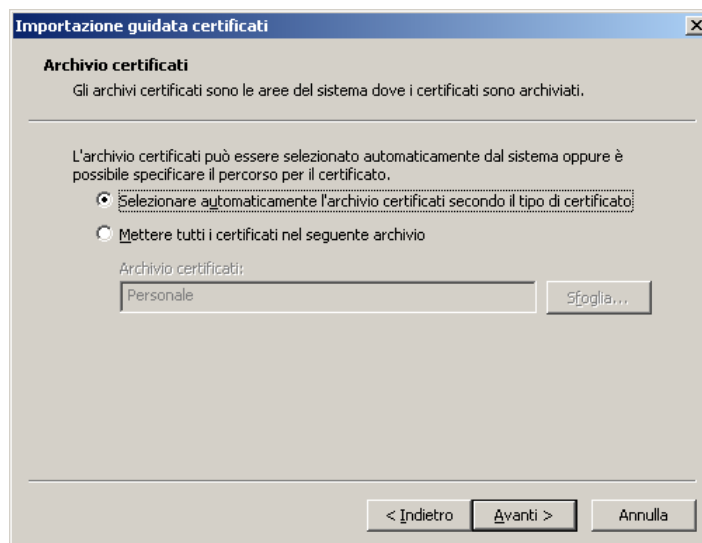 Importazione guidata certificati
Archivio certificati
Gli archivi certificati sono le aree del sistema dove i certificati sono archiviati.
L'archivio certificati può essere selezionato automaticamente dal sistema oppure è
possibile specificare il percorso per il certificato.
Selezionare automaticamente l'archivio certificati secondo il tipo di certificato
Mettere tutti i certificati nel seguente archivio
Archivio certificati:
Personale
Sfoglia...
< Indietro
Avanti >
Annulla